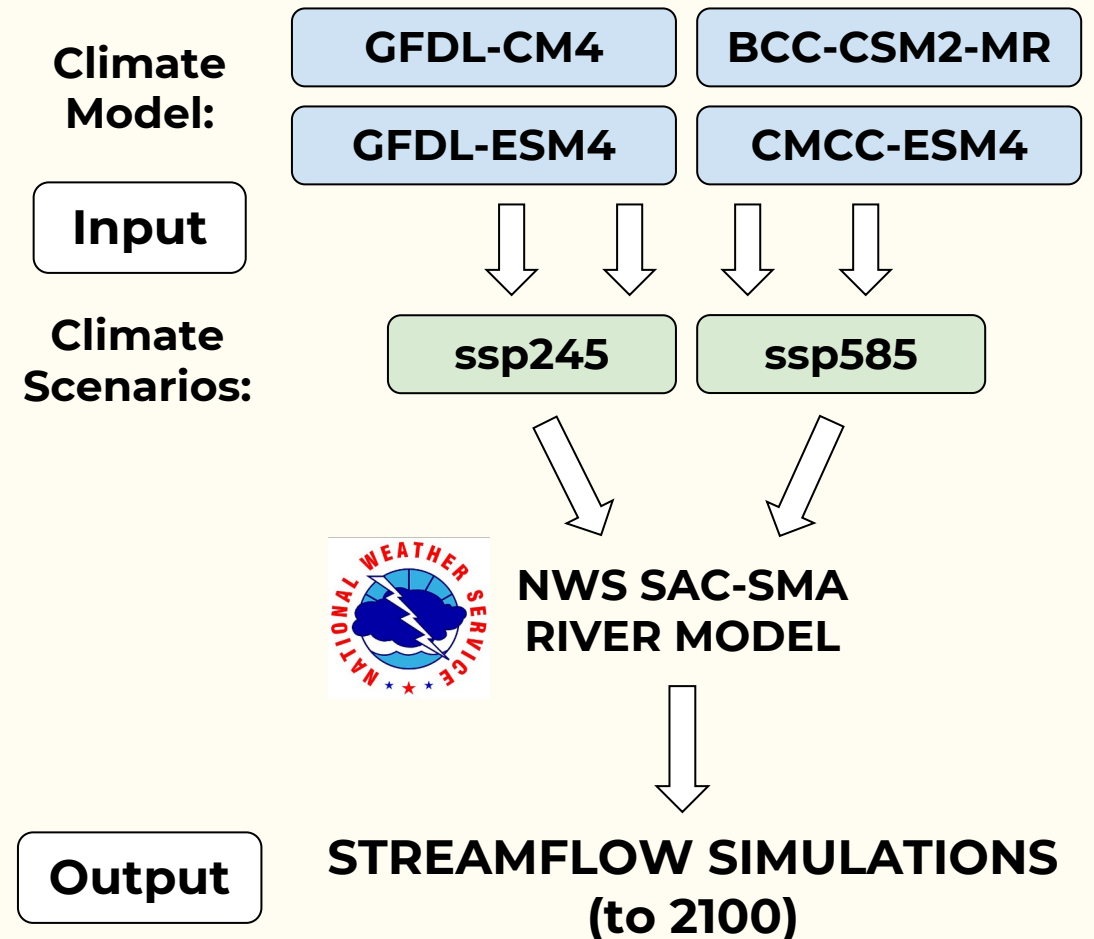 Climate
Model:
GFDL-CM4
BCC-CSM2-MR
GFDL-ESM4
CMCC-ESM4
Input
Climate
Scenarios:
ssp245
ssp585
NATIONAL WEATHER SERVICE
NWS SAC-SMA
RIVER MODEL
Output
STREAMFLOW SIMULATIONS
(to 2100)